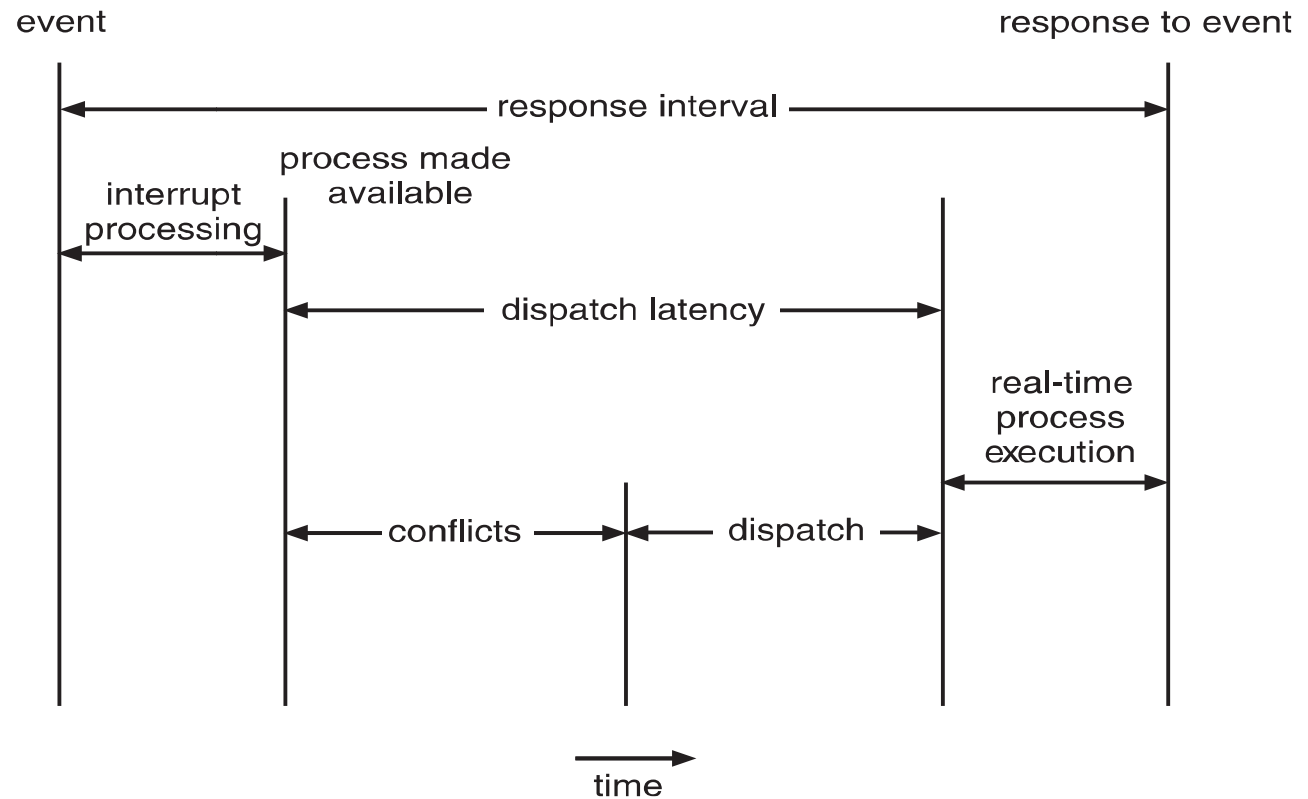 event
response to event
response interval
process made
available
interrupt
processing
dispatch latency
real-time
process
execution
conflicts
dispatch
time